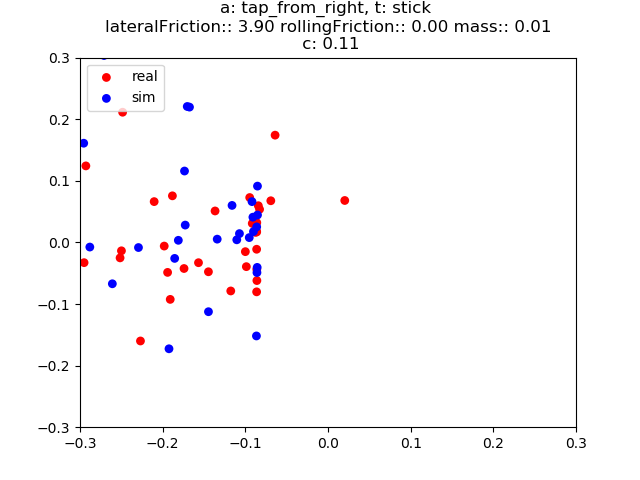 a: tap_from_right, t: stick
lateralFriction:: 3.90 rollingFriction:: 0.00 mass:: 0.01
c: 0.11
0.3
real
sim
0.2
0.1
0.0
−0.1
−0.2
−0.3
−0.3 −0.2 −0.1 0.0 0.1 0.2 0.3